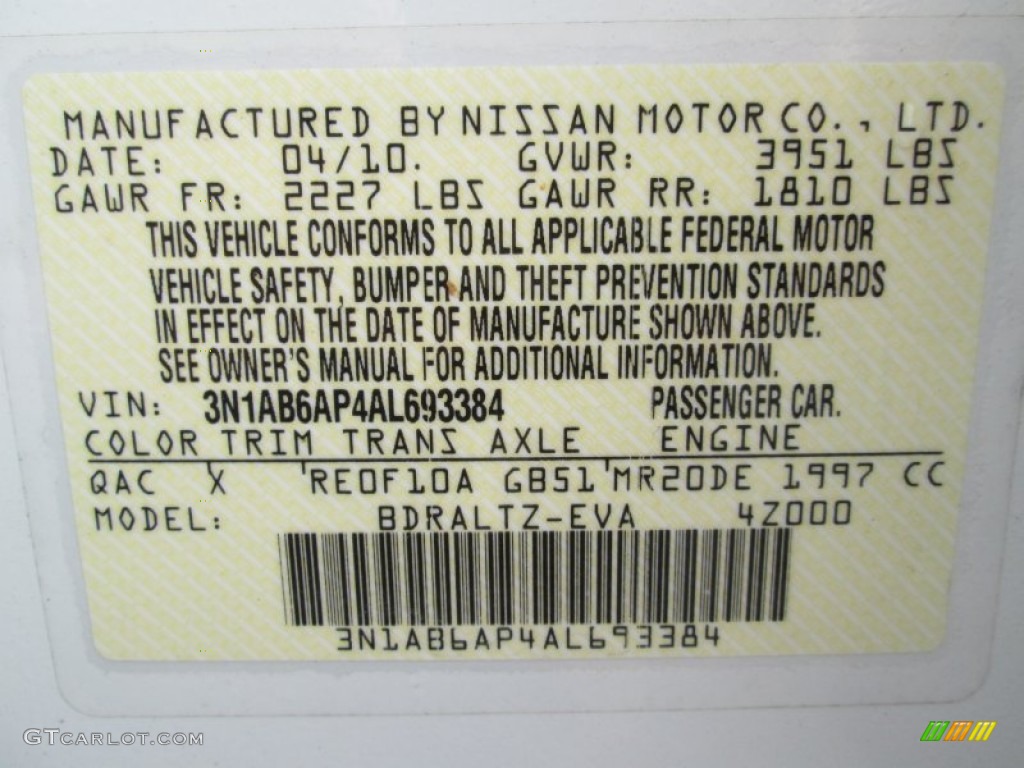 MANUFACTURED BY NISSAN MOTOR CO., LTD.
DATE: 04/10. GVWR: 3951 LBS
GAWR FR: 2227 LBS GAWR RR: 1810 LBS
THIS VEHICLE CONFORMS TO ALL APPLICABLE FEDERAL MOTOR
VEHICLE SAFETY, BUMPER AND THEFT PREVENTION STANDARDS
IN EFFECT ON THE DATE OF MANUFACTURE SHOWN ABOVE.
SEE OWNER'S MANUAL FOR ADDITIONAL INFORMATION.
VIN: 3N1AB6AP4AL693384 PASSENGER CAR.
COLOR TRIM TRANS AXLE ENGINE
QAC X RE0F10A GB51 MR20DE 1997 CC
MODEL: BDRALTZ-EVA 4Z000
3N1AB6AP4AL693384
GTCARLOT.COM